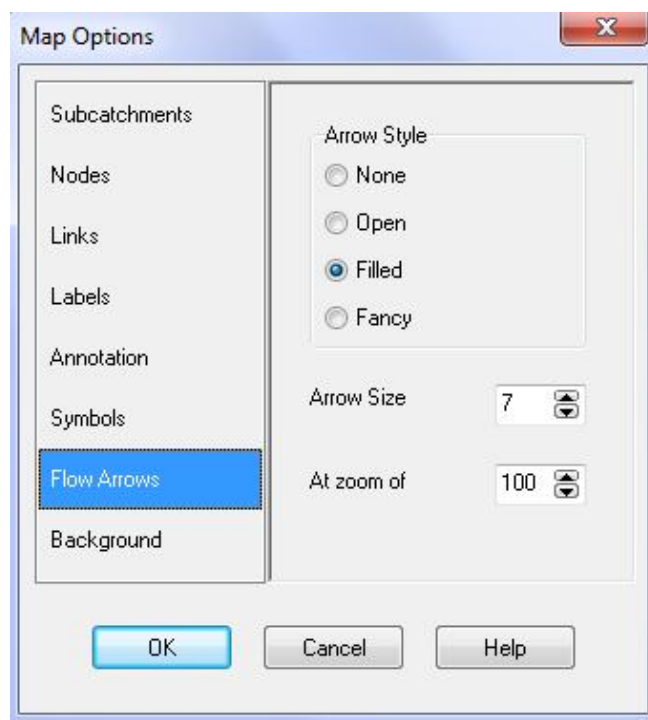 Map Options
X
Subcatchments
Nodes
Links
Labels
Annotation
Symbols
Flow Arrows
Background
Arrow Style
None
Open
Filled
Fancy
Arrow Size 7
At zoom of 100
OK Cancel Help